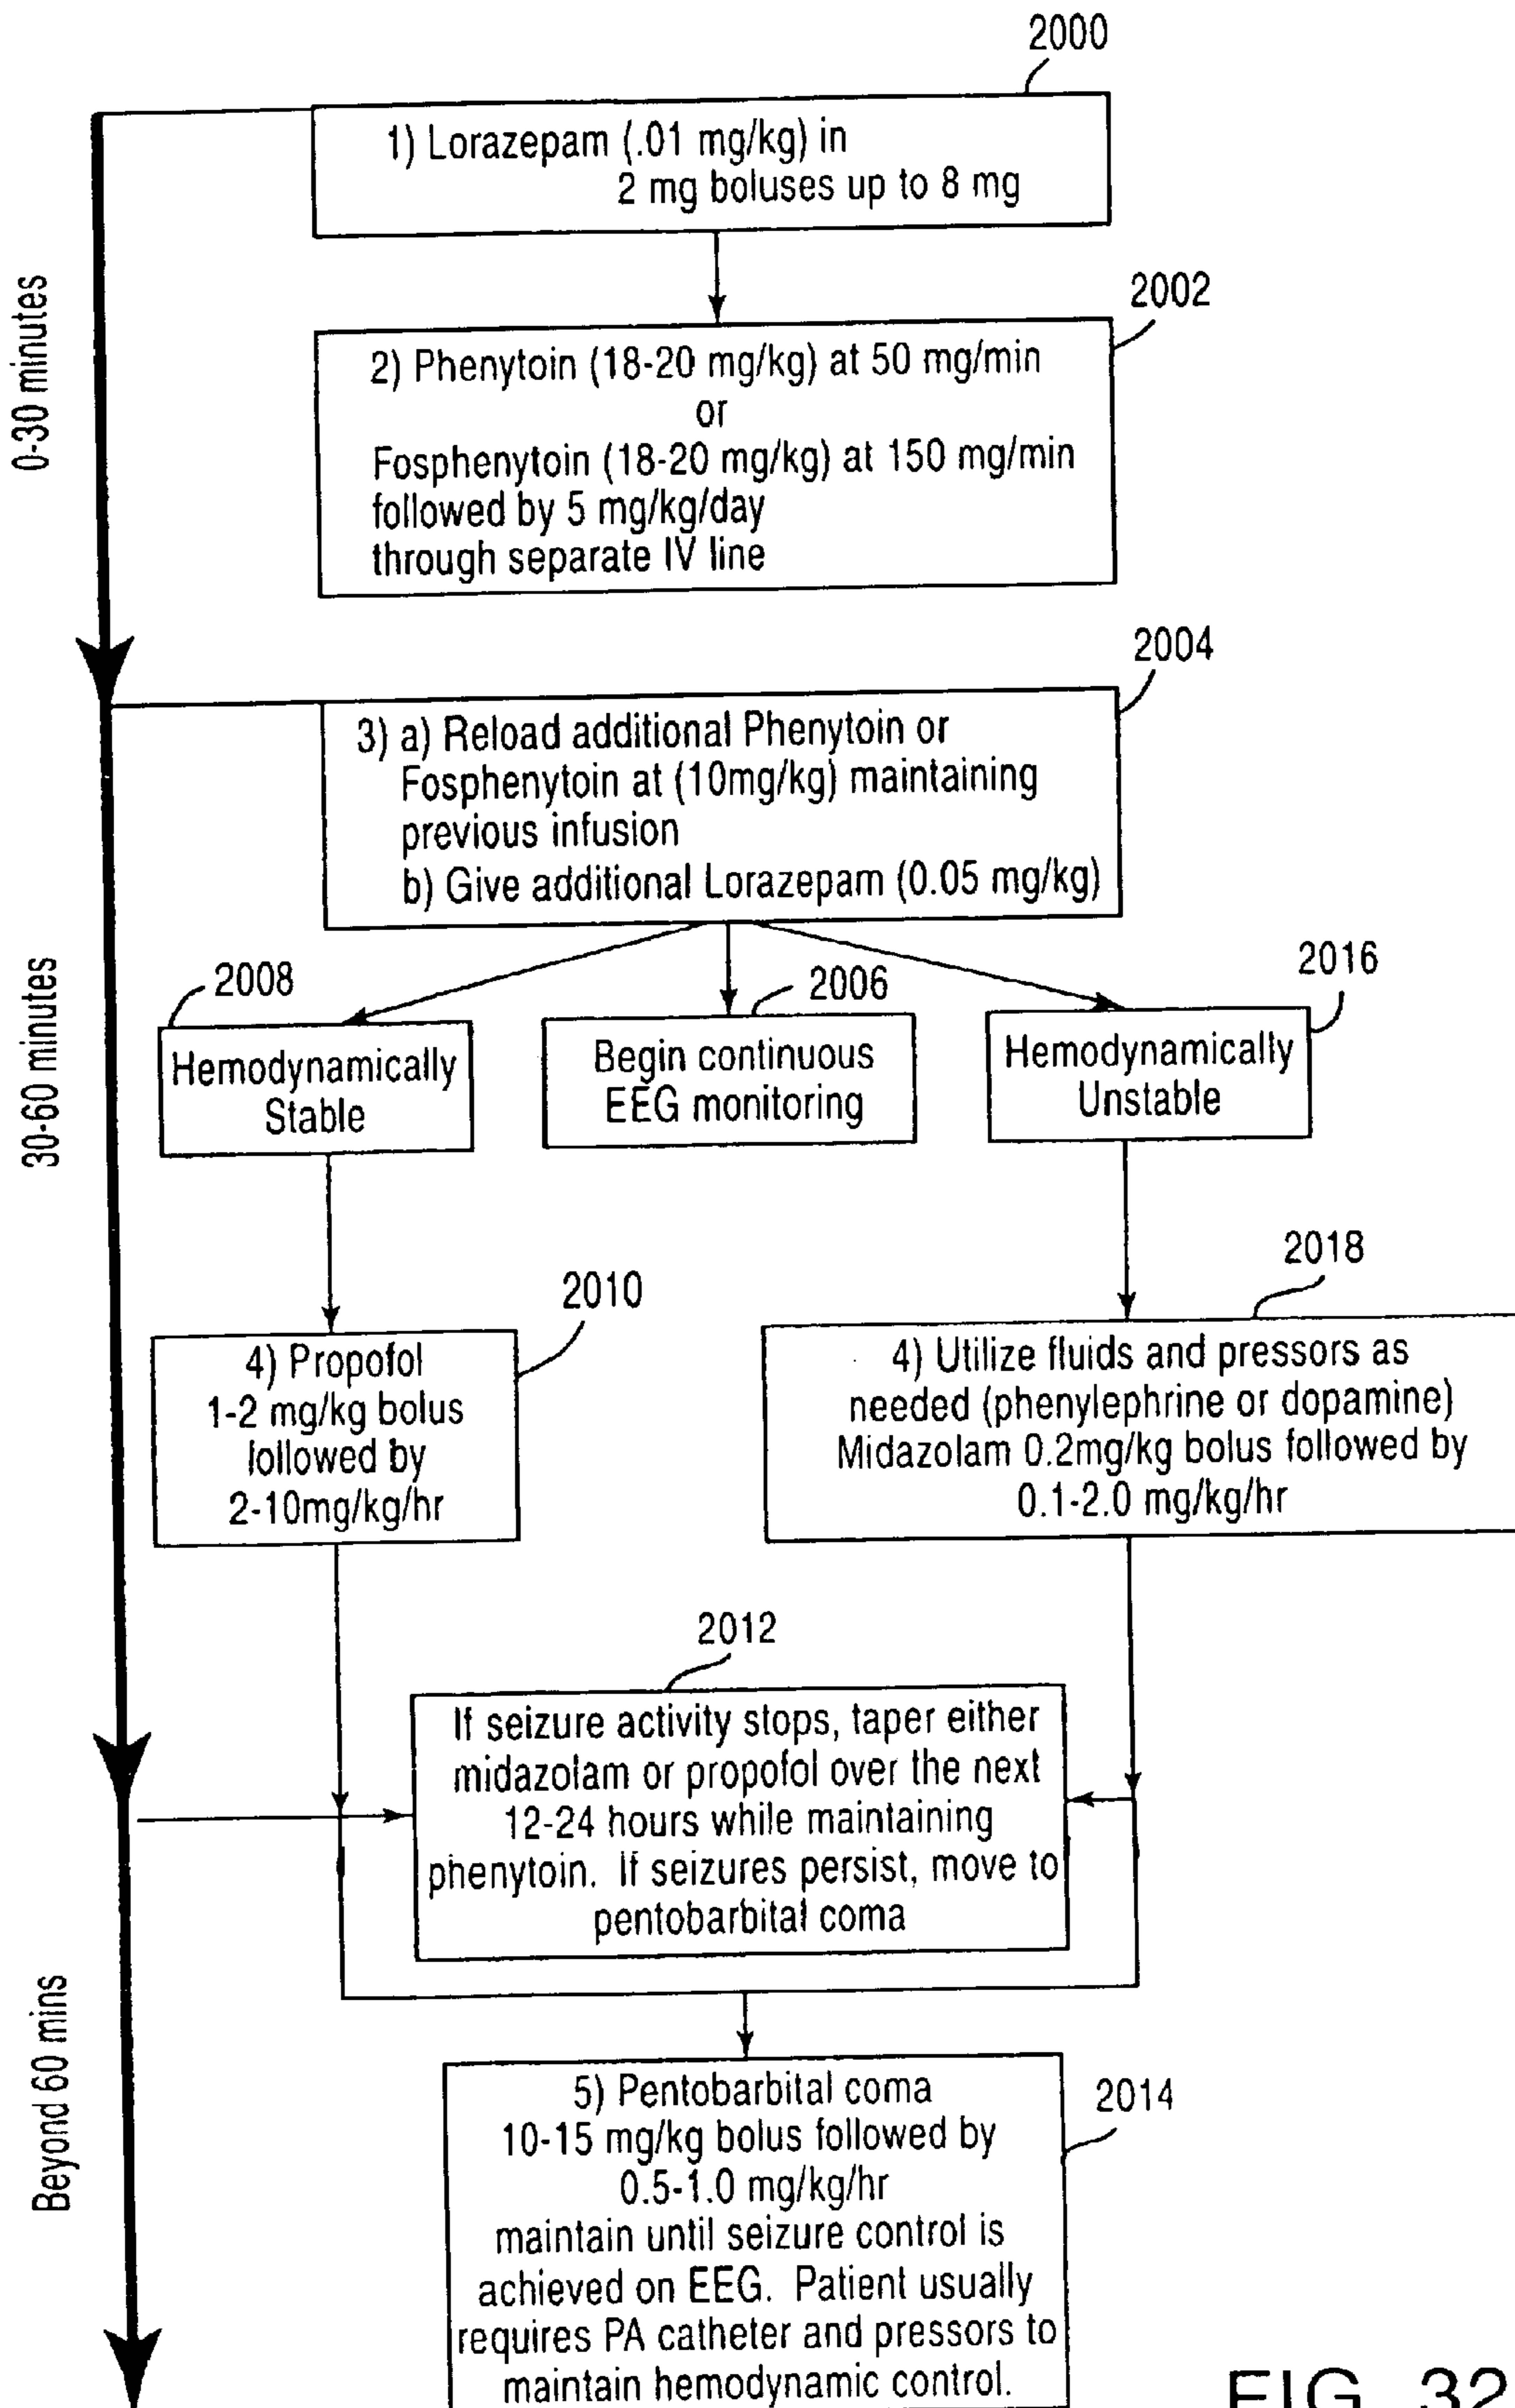 2000
1) Lorazepam (.01 mg/kg) in
2 mg boluses up to 8 mg
0-30 minutes
2002
2) Phenytoin (18-20 mg/kg) at 50 mg/min
or
Fosphenytoin (18-20 mg/kg) at 150 mg/min
followed by 5 mg/kg/day
through separate IV line
2004
3) a) Reload additional Phenytoin or
Fosphenytoin at (10mg/kg) maintaining
previous infusion
b) Give additional Lorazepam (0.05 mg/kg)
30-60 minutes
2008
Hemodynamically
Stable
2006
Begin continuous
EEG monitoring
2016
Hemodynamically
Unstable
2010
4) Propofol
1-2 mg/kg bolus
followed by
2-10mg/kg/hr
2018
4) Utilize fluids and pressors as
needed (phenylephrine or dopamine)
Midazolam 0.2mg/kg bolus followed by
0.1-2.0 mg/kg/hr
2012
If seizure activity stops, taper either
midazolam or propofol over the next
12-24 hours while maintaining
phenytoin. If seizures persist, move to
pentobarbital coma
Beyond 60 mins
2014
5) Pentobarbital coma
10-15 mg/kg bolus followed by
0.5-1.0 mg/kg/hr
maintain until seizure control is
achieved on EEG. Patient usually
requires PA catheter and pressors to
maintain hemodynamic control.
FIG. 32